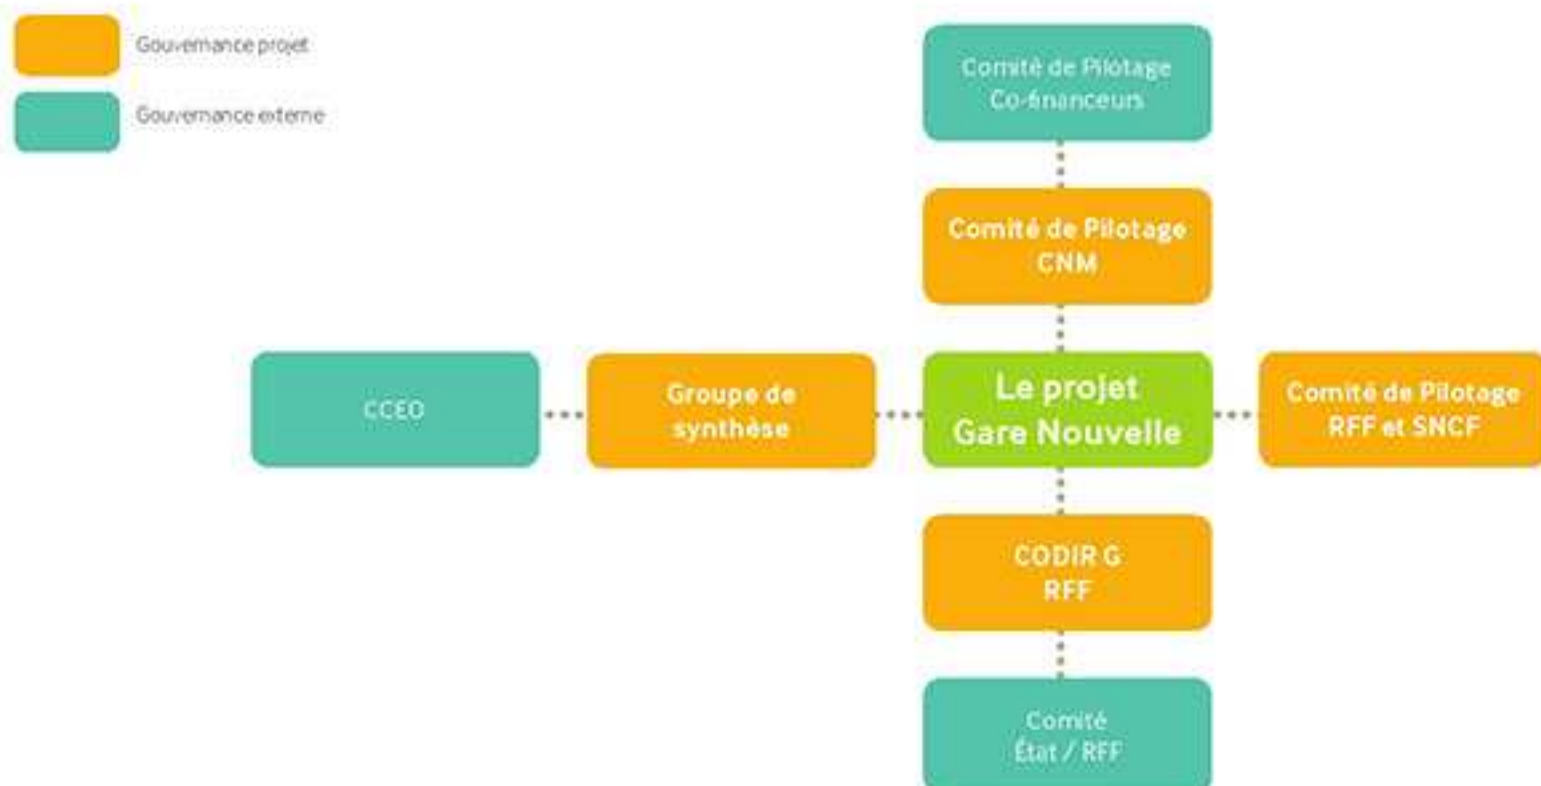 Gouvernance projet
Gouvernance externe
Comité de Pilotage
Co-financeurs
Comité de Pilotage
CNM
CCEO
Groupe de
synthèse
Le projet
Gare Nouvelle
Comité de Pilotage
RFF et SNCF
CODIR G
RFF
Comité
État / RFF